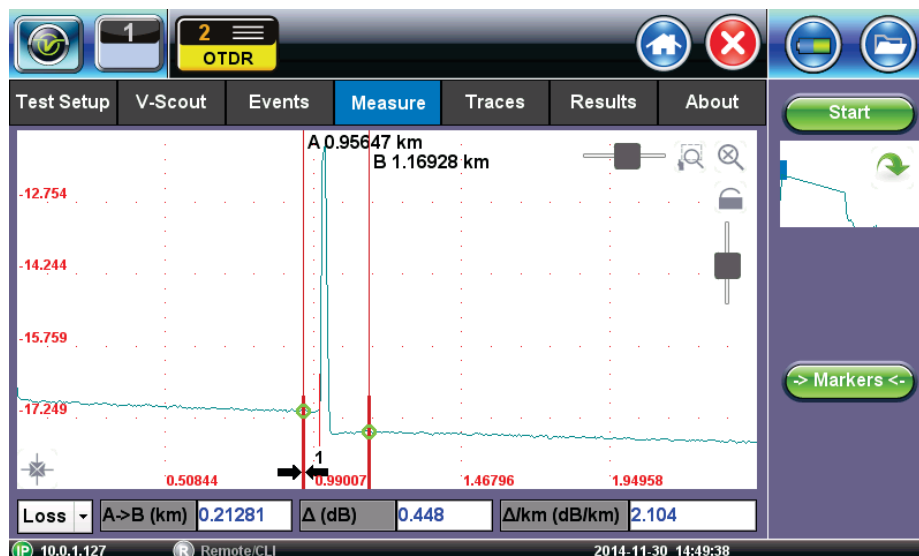 1
2
OTDR
Test Setup V-Scout Events Measure Traces Results About
Start
A 0.95647 km
B 1.16928 km
-12.754
-14.244
-15.759
-17.249
-> Markers <-
1
0.50844 0.99007 1.46796 1.94958
Loss A->B (km) 0.21281 Δ (dB) 0.448 Δ/km (dB/km) 2.104
IP 10.0.1.127 R Remote/CLI 2014-11-30 14:49:38